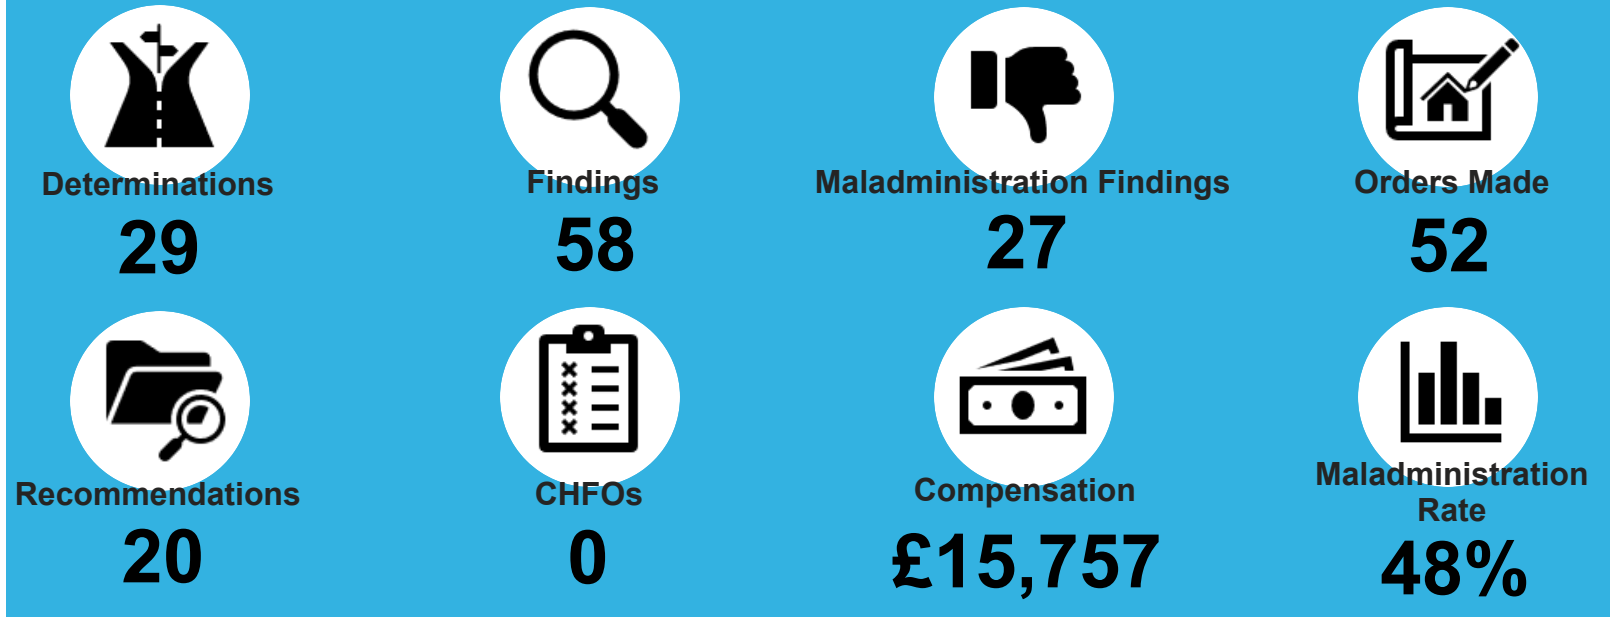 Determinations
29
Findings
58
Maladministration Findings
27
Orders Made
52
Recommendations
20
CHFOs
0
Compensation
£15,757
Maladministration
Rate
48%